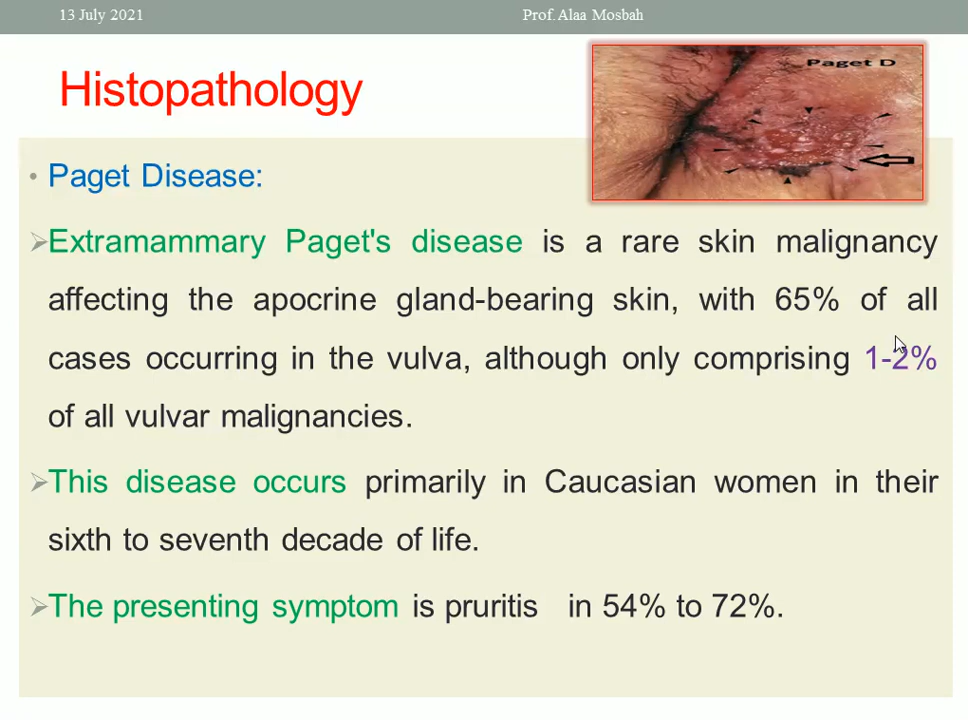 13 July 2021
Prof. Alaa Mosbah
Histopathology
Paget D
• Paget Disease:
Extramammary Paget's disease is a rare skin malignancy
affecting the apocrine gland-bearing skin, with 65% of all
cases occurring in the vulva, although only comprising 1-2%
of all vulvar malignancies.
This disease occurs primarily in Caucasian women in their
sixth to seventh decade of life.
The presenting symptom is pruritis in 54% to 72%.